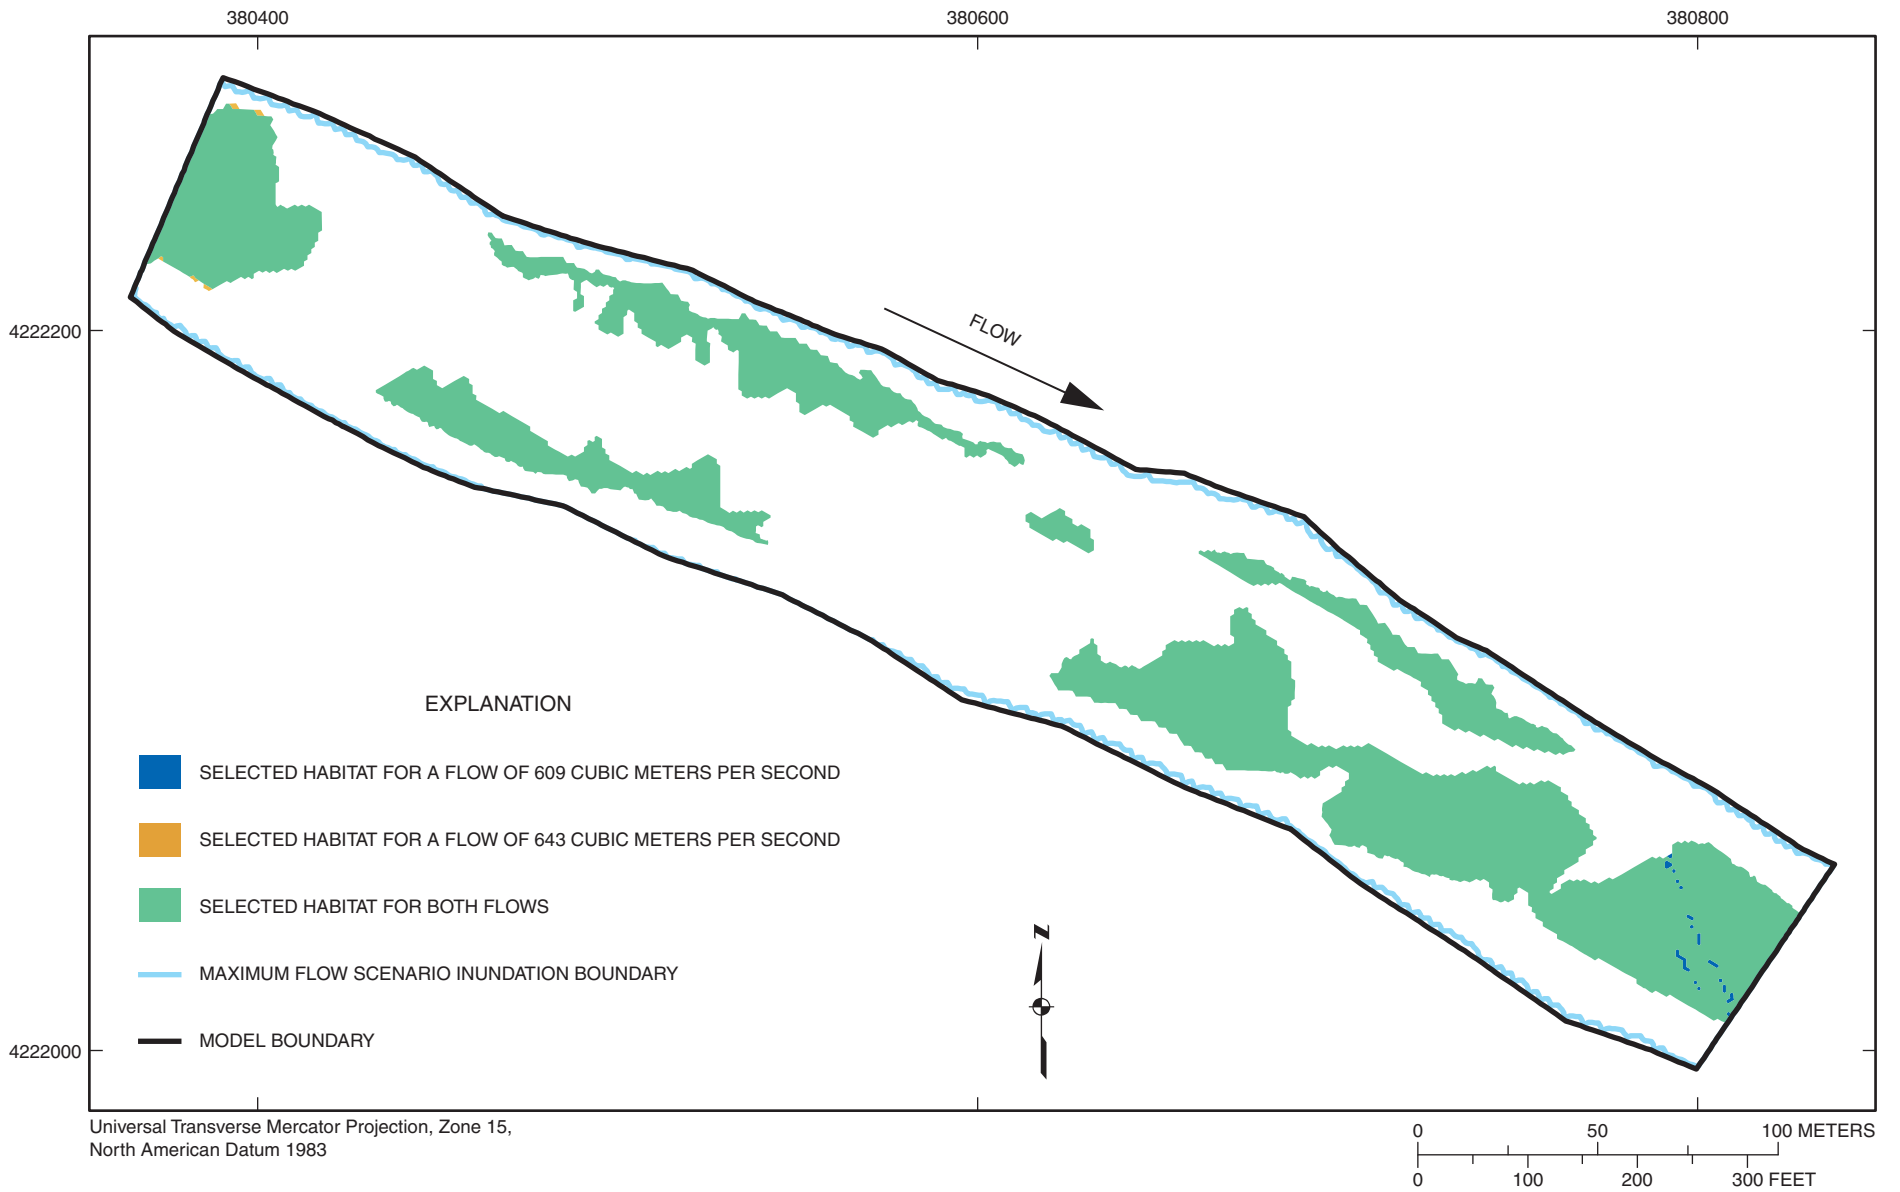 380400
380600
380800
4222200
FLOW
EXPLANATION
SELECTED HABITAT FOR A FLOW OF 609 CUBIC METERS PER SECOND
SELECTED HABITAT FOR A FLOW OF 643 CUBIC METERS PER SECOND
SELECTED HABITAT FOR BOTH FLOWS
MAXIMUM FLOW SCENARIO INUNDATION BOUNDARY
MODEL BOUNDARY
N
4222000
Universal Transverse Mercator Projection, Zone 15,
North American Datum 1983
0 50 100 METERS
0 100 200 300 FEET